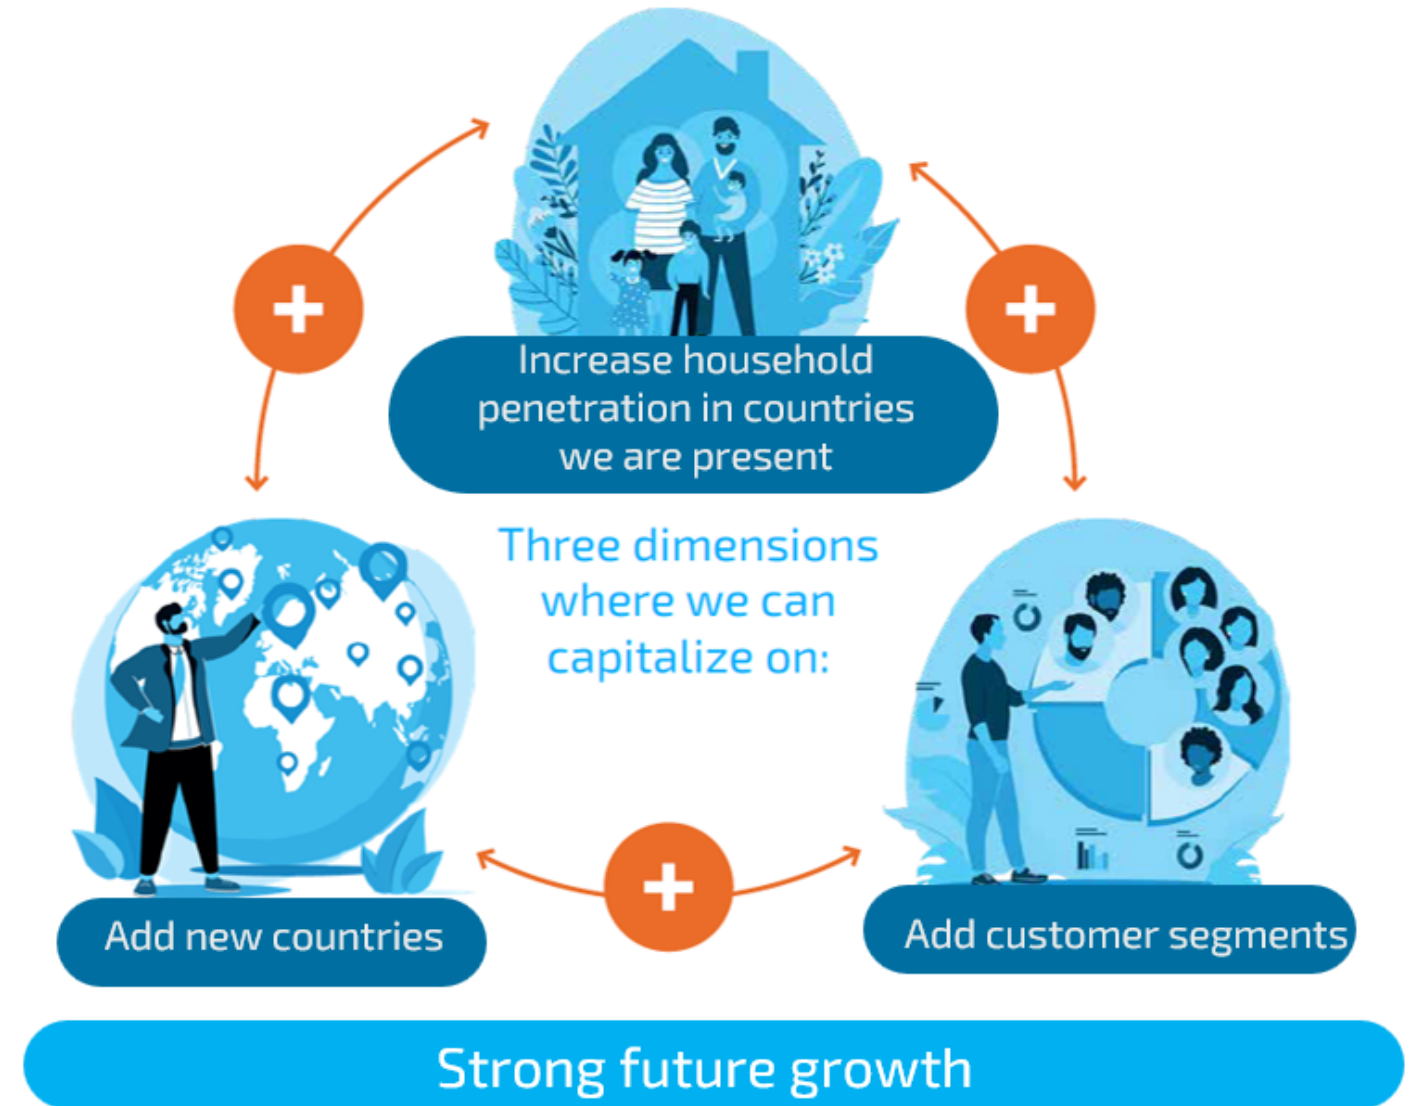 Increase household
penetration in countries
we are present
Three dimensions
where we can
capitalize on:
Add new countries
Add customer segments
Strong future growth